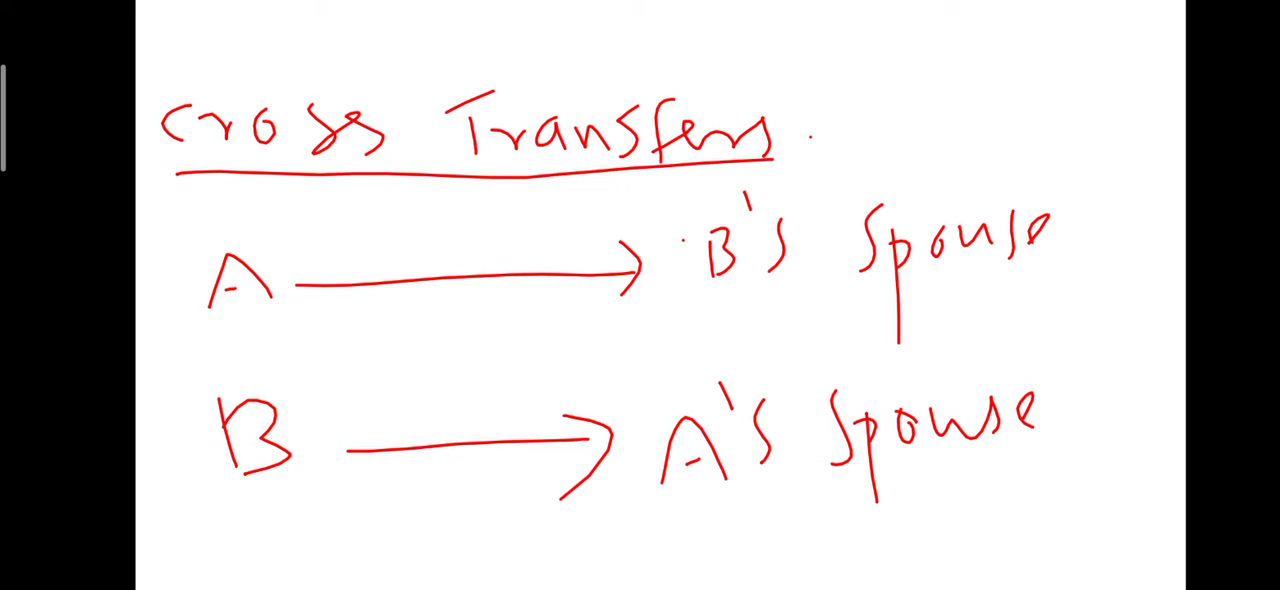 Cross Transfers
A → B's Spouse
B → A's Spouse